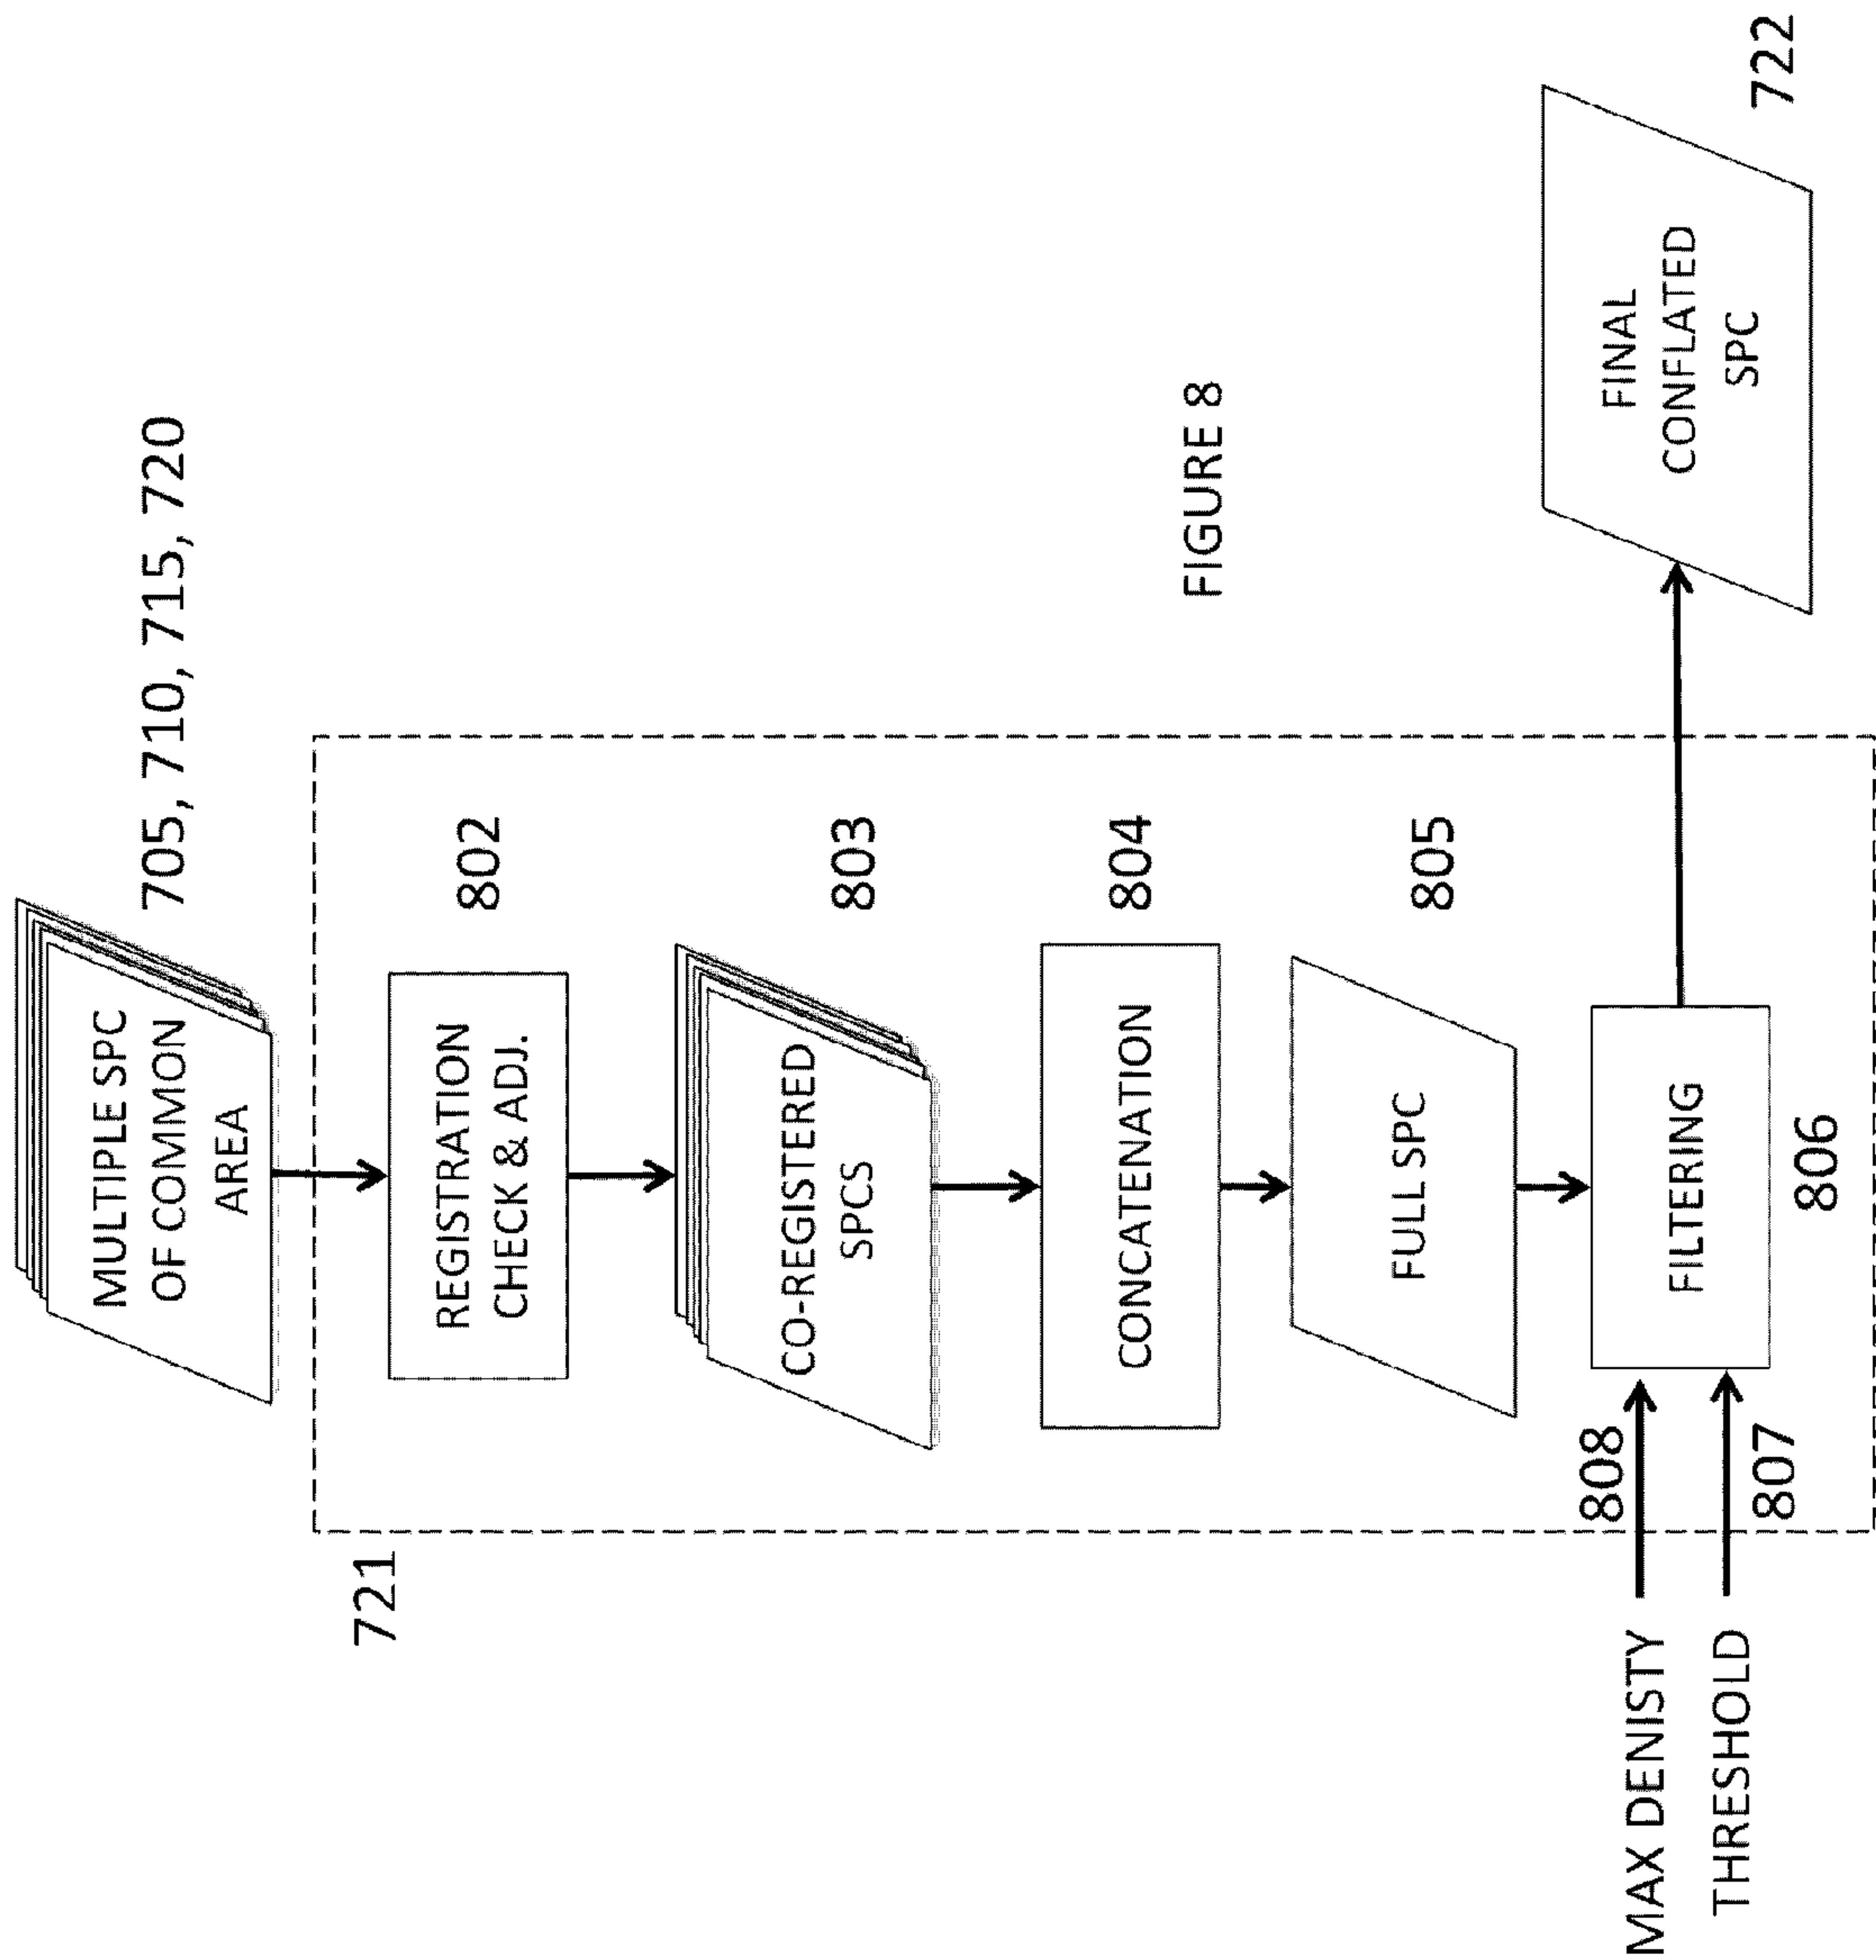 705, 710, 715, 720
MULTIPLE SPC
OF COMMON
AREA
721
802
REGISTRATION
CHECK & ADJ.
803
CO-REGISTERED
SPCS
804
CONCATENATION
805
FULL SPC
808
MAX DENISTY
THRESHOLD
807
FILTERING
806
FINAL
CONFLATED
SPC
722
FIGURE 8